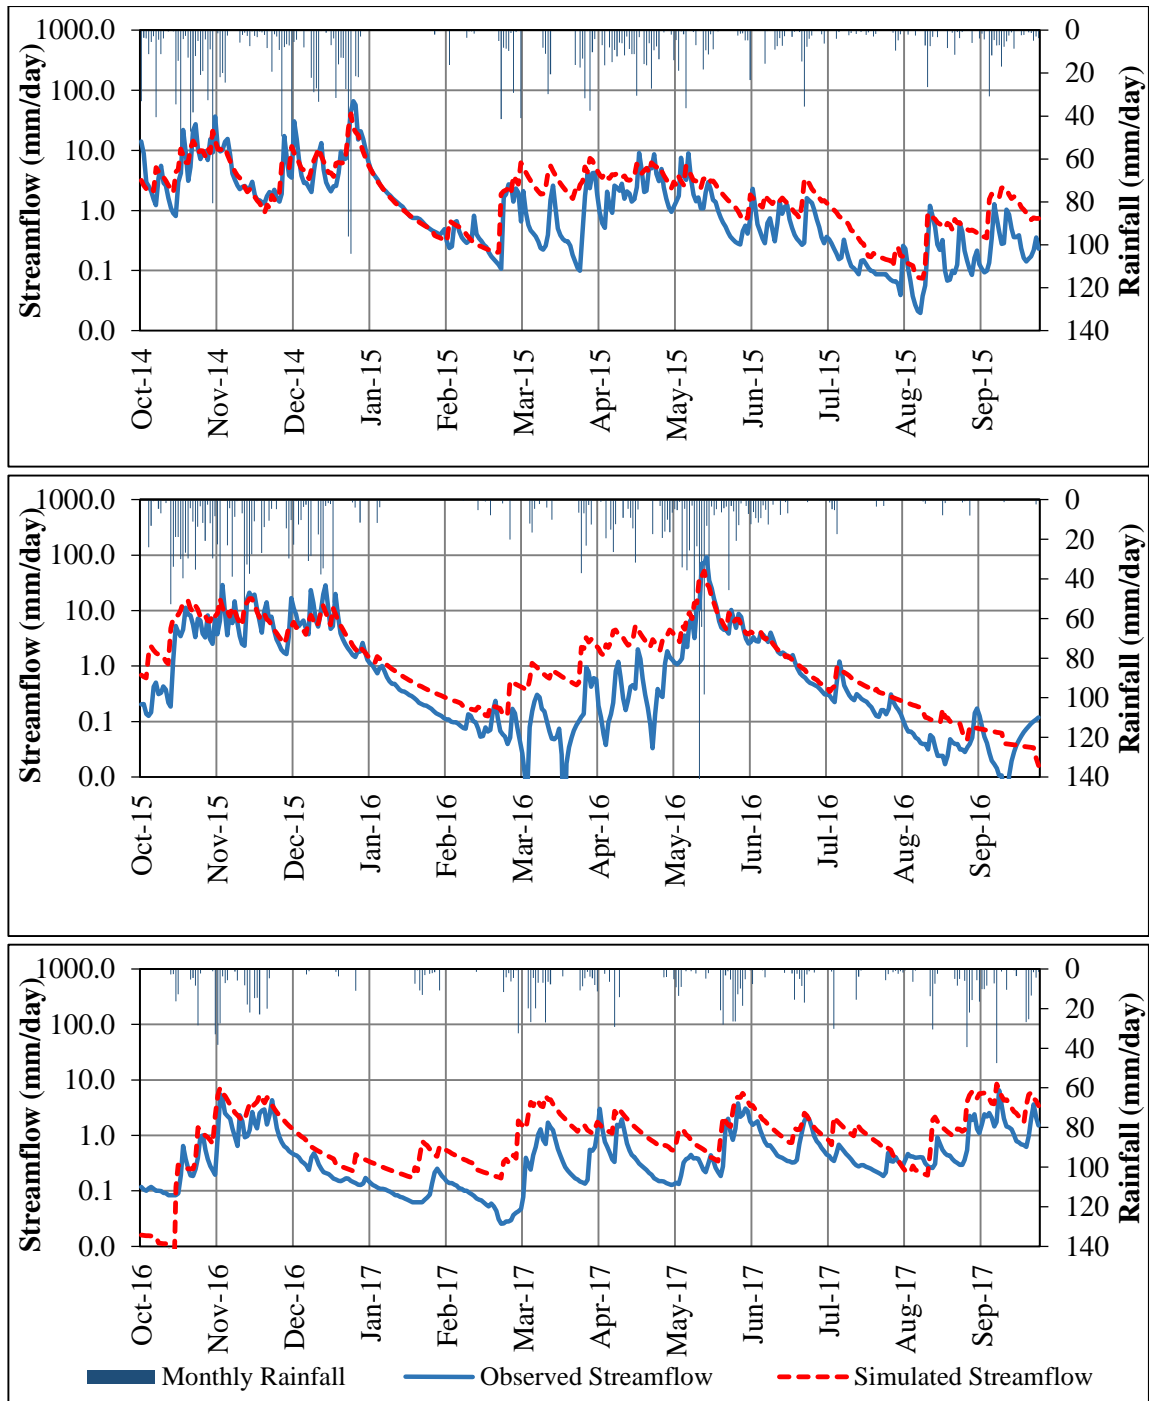 Streamflow (mm/day)
1000.0
100.0
10.0
1.0
0.1
0.0
0
20
40
60
80
100
120
140
Rainfall (mm/day)
Oct-14
Nov-14
Dec-14
Jan-15
Feb-15
Mar-15
Apr-15
May-15
Jun-15
Jul-15
Aug-15
Sep-15
Streamflow (mm/day)
1000.0
100.0
10.0
1.0
0.1
0.0
0
20
40
60
80
100
120
140
Rainfall (mm/day)
Oct-15
Nov-15
Dec-15
Jan-16
Feb-16
Mar-16
Apr-16
May-16
Jun-16
Jul-16
Aug-16
Sep-16
Streamflow (mm/day)
1000.0
100.0
10.0
1.0
0.1
0.0
0
20
40
60
80
100
120
140
Rainfall (mm/day)
Oct-16
Nov-16
Dec-16
Jan-17
Feb-17
Mar-17
Apr-17
May-17
Jun-17
Jul-17
Aug-17
Sep-17
Monthly Rainfall
Observed Streamflow
Simulated Streamflow